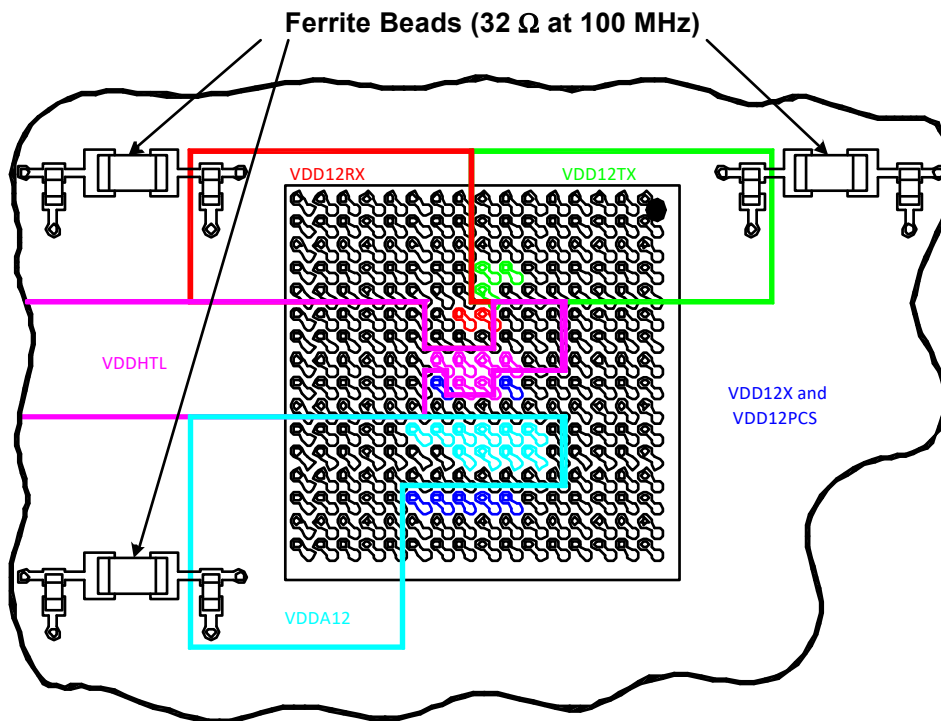 Ferrite Beads (32 Ω at 100 MHz)
VDD12RX
VDD12TX
VDDHTL
VDD12X and
VDD12PCS
VDDA12